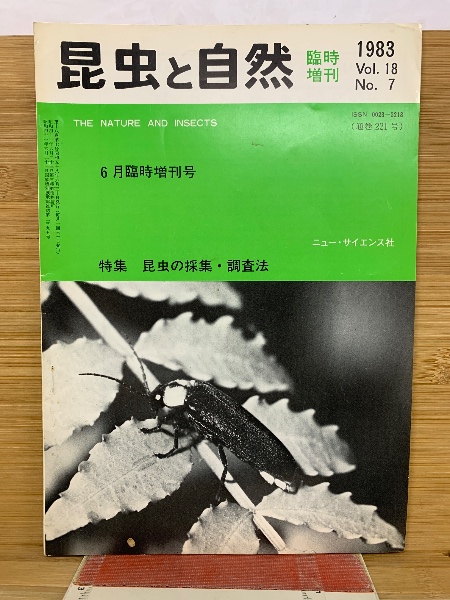 昆虫と自然
臨時
増刊
1983
Vol. 18
No. 7
THE NATURE AND INSECTS
ISSN 0023-3218
(通巻221号)
6月臨時増刊号
ニュー・サイエンス社
特集 昆虫の採集・調査法